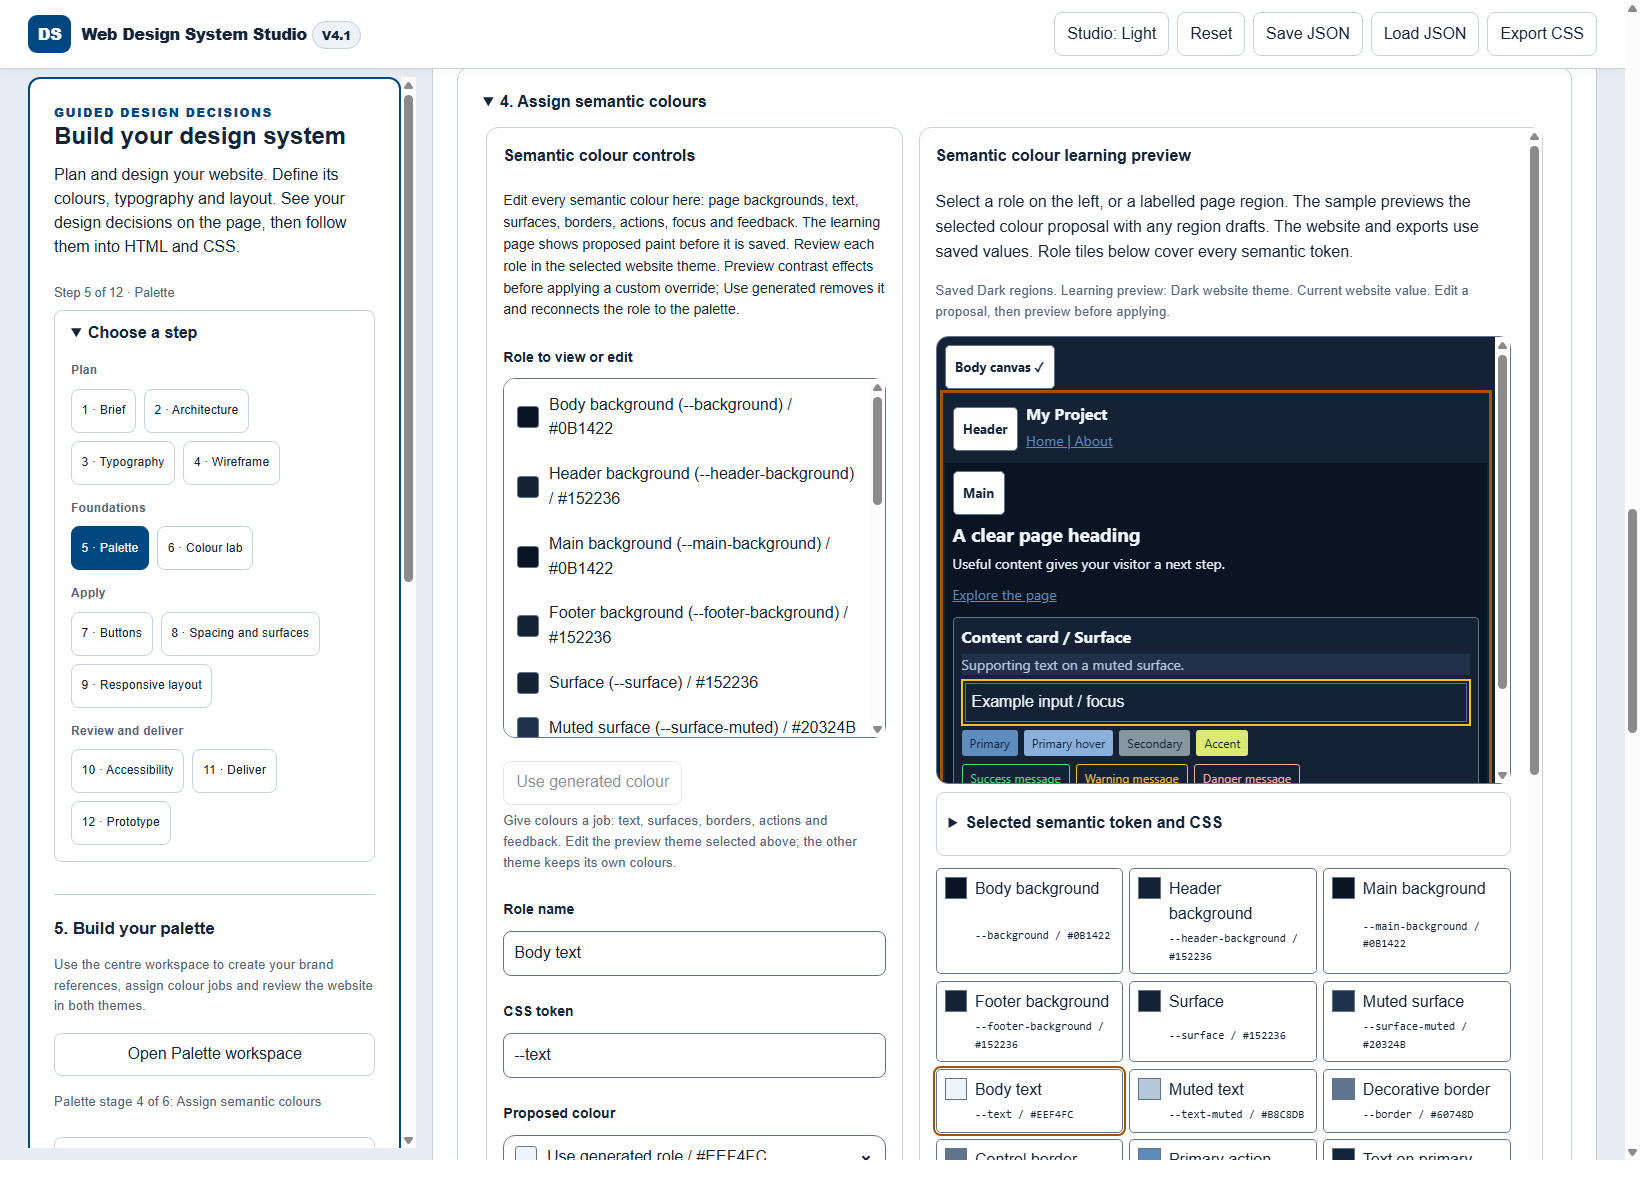 DS Web Design System Studio V4.1
Studio: Light
Reset
Save JSON
Load JSON
Export CSS
GUIDED DESIGN DECISIONS
Build your design system
Plan and design your website. Define its
colours, typography and layout. See your
design decisions on the page, then follow
them into HTML and CSS.
Step 5 of 12 · Palette
▼ Choose a step
Plan
1 · Brief
2 · Architecture
3 · Typography
4 · Wireframe
Foundations
5 · Palette
6 · Colour lab
Apply
7 · Buttons
8 · Spacing and surfaces
9 · Responsive layout
Review and deliver
10 · Accessibility
11 · Deliver
12 · Prototype
5. Build your palette
Use the centre workspace to create your brand
references, assign colour jobs and review the website
in both themes.
Open Palette workspace
Palette stage 4 of 6: Assign semantic colours
▼ 4. Assign semantic colours
Semantic colour controls
Edit every semantic colour here: page backgrounds, text,
surfaces, borders, actions, focus and feedback. The learning
page shows proposed paint before it is saved. Review each
role in the selected website theme. Preview contrast effects
before applying a custom override; Use generated removes it
and reconnects the role to the palette.
Role to view or edit
Body background (--background) /
#0B1422
Header background (--header-background)
/ #152236
Main background (--main-background) /
#0B1422
Footer background (--footer-background) /
#152236
Surface (--surface) / #152236
Muted surface (--surface-muted) / #20324B
Use generated colour
Give colours a job: text, surfaces, borders, actions and
feedback. Edit the preview theme selected above; the other
theme keeps its own colours.
Role name
Body text
CSS token
--text
Proposed colour
Use generated role / #EEF4FC
Semantic colour learning preview
Select a role on the left, or a labelled page region. The sample previews the
selected colour proposal with any region drafts. The website and exports use
saved values. Role tiles below cover every semantic token.
Saved Dark regions. Learning preview: Dark website theme. Current website value. Edit a
proposal, then preview before applying.
Body canvas ✓
Header
My Project
Home | About
Main
A clear page heading
Useful content gives your visitor a next step.
Explore the page
Content card / Surface
Supporting text on a muted surface.
Example input / focus
Primary
Primary hover
Secondary
Accent
Success message
Warning message
Danger message
▶ Selected semantic token and CSS
Body background
--background / #0B1422
Header
background
--header-background /
#152236
Main background
--main-background /
#0B1422
Footer background
--footer-background /
#152236
Surface
--surface / #152236
Muted surface
--surface-muted /
#20324B
Body text
--text / #EEF4FC
Muted text
--text-muted / #B8C8DB
Decorative border
--border / #60748D
Control border
Primary action
Text on primary